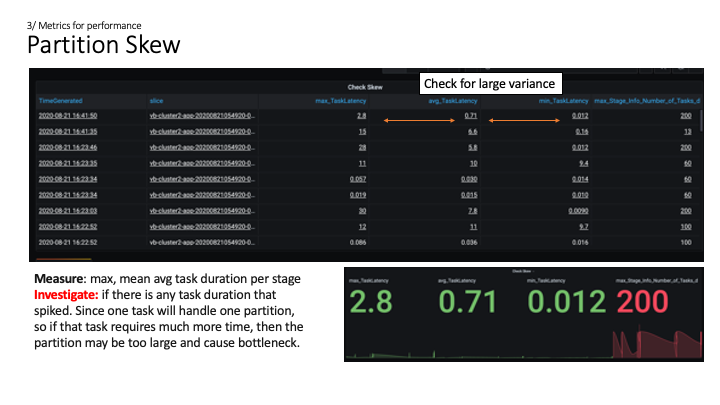 3/ Metrics for performance
Partition Skew
Check Skew
Check for large variance
TimeGenerated slice max_TaskLatency avg_TaskLatency min_TaskLatency max_Stage_Info_Number_of_Tasks_d
2020-08-21 16:41:50 vb-cluster2-app-20200821054920-0... 2.8 0.71 0.012 200
2020-08-21 16:41:35 vb-cluster2-app-20200821054920-0... 15 6.6 0.16 13
2020-08-21 16:23:46 vb-cluster2-app-20200821054920-0... 28 5.8 0.012 200
2020-08-21 16:23:35 vb-cluster2-app-20200821054920-0... 11 10 9.4 60
2020-08-21 16:23:34 vb-cluster2-app-20200821054920-0... 0.057 0.030 0.014 60
2020-08-21 16:23:34 vb-cluster2-app-20200821054920-0... 0.019 0.015 0.010 60
2020-08-21 16:23:03 vb-cluster2-app-20200821054920-0... 30 7.8 0.0090 200
2020-08-21 16:22:52 vb-cluster2-app-20200821054920-0... 12 11 9.7 100
2020-08-21 16:22:52 vb-cluster2-app-20200821054920-0... 0.086 0.036 0.016 100
Measure: max, mean avg task duration per stage
Investigate: if there is any task duration that
spiked. Since one task will handle one partition,
so if that task requires much more time, then the
partition may be too large and cause bottleneck.
Check Skew
max_TaskLatency avg_TaskLatency min_TaskLatency max_Stage_Info_Number_of_Tasks_d
2.8 0.71 0.012 200